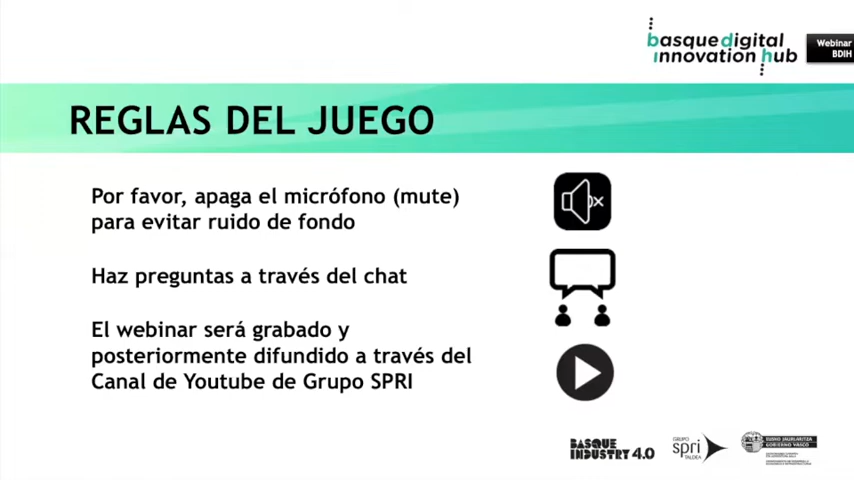 basque digital
innovation hub
Webinar
BDIH
REGLAS DEL JUEGO
Por favor, apaga el micrófono (mute)
para evitar ruido de fondo
Haz preguntas a través del chat
El webinar será grabado y
posteriormente difundido a través del
Canal de Youtube de Grupo SPRI
BASQUE
INDUSTRY 4.0
GRUPO
spri
TALDEA
EUSKO JAURLARITZA
GOBIERNO VASCO